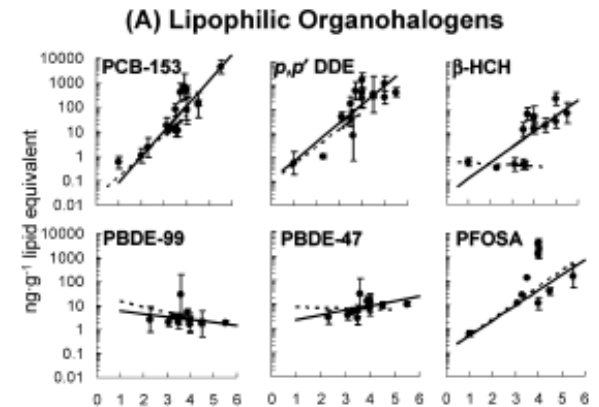 (A) Lipophilic Organohalogens
PCB-153
p,p' DDE
β-HCH
10000
1000
100
10
1
0.1
0.01
ng·g⁻¹ lipid equivalent
PBDE-99
PBDE-47
PFOSA
10000
1000
100
10
1
0.1
0.01
0 1 2 3 4 5 6 0 1 2 3 4 5 6 0 1 2 3 4 5 6